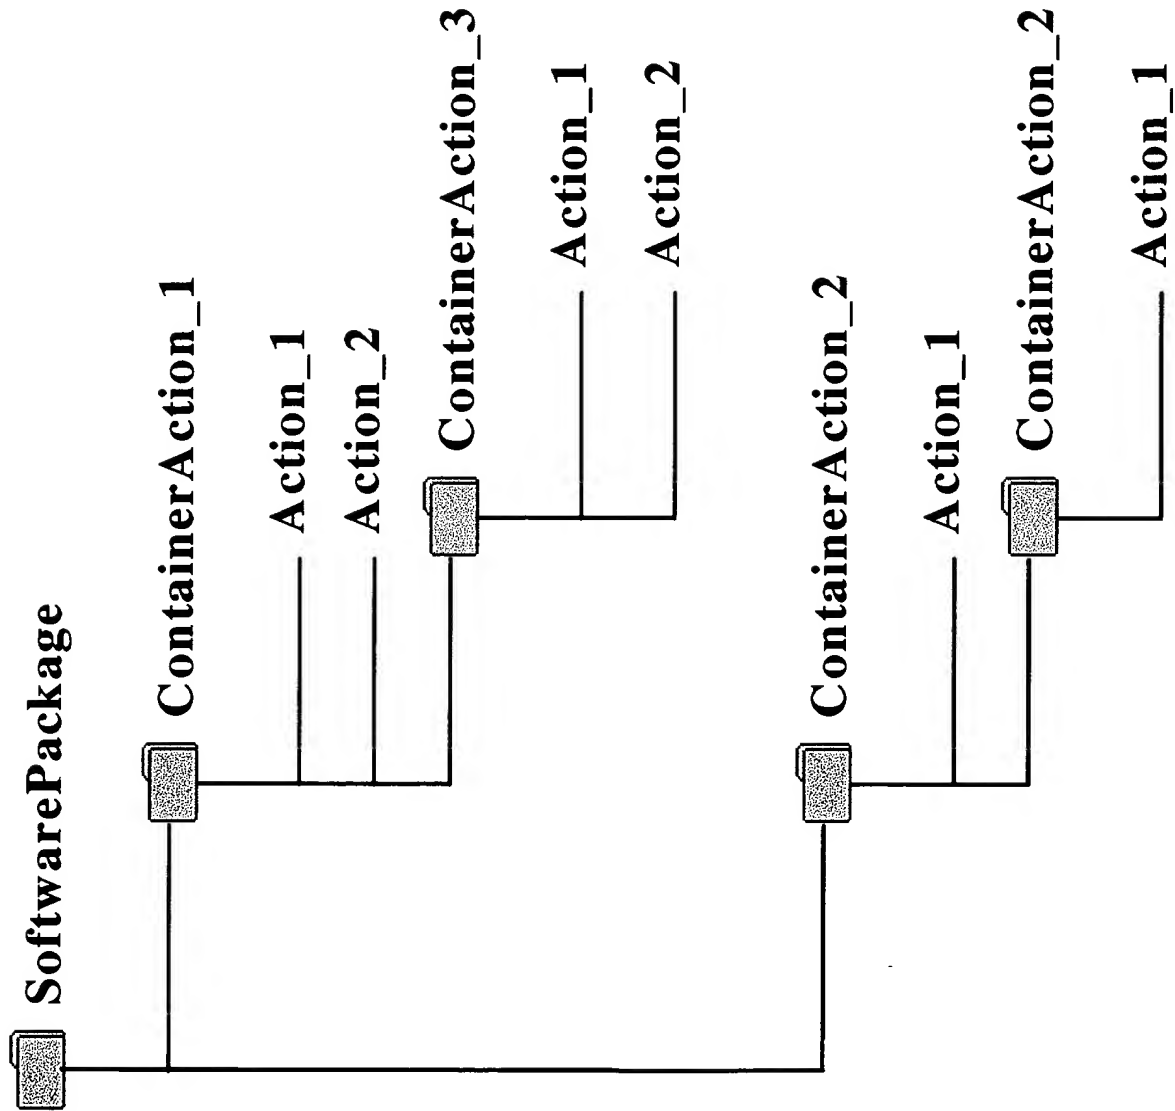 SoftwarePackage
ContainerAction_1
Action_1
Action_2
ContainerAction_3
Action_1
Action_2
ContainerAction_2
Action_1
ContainerAction_2
Action_1